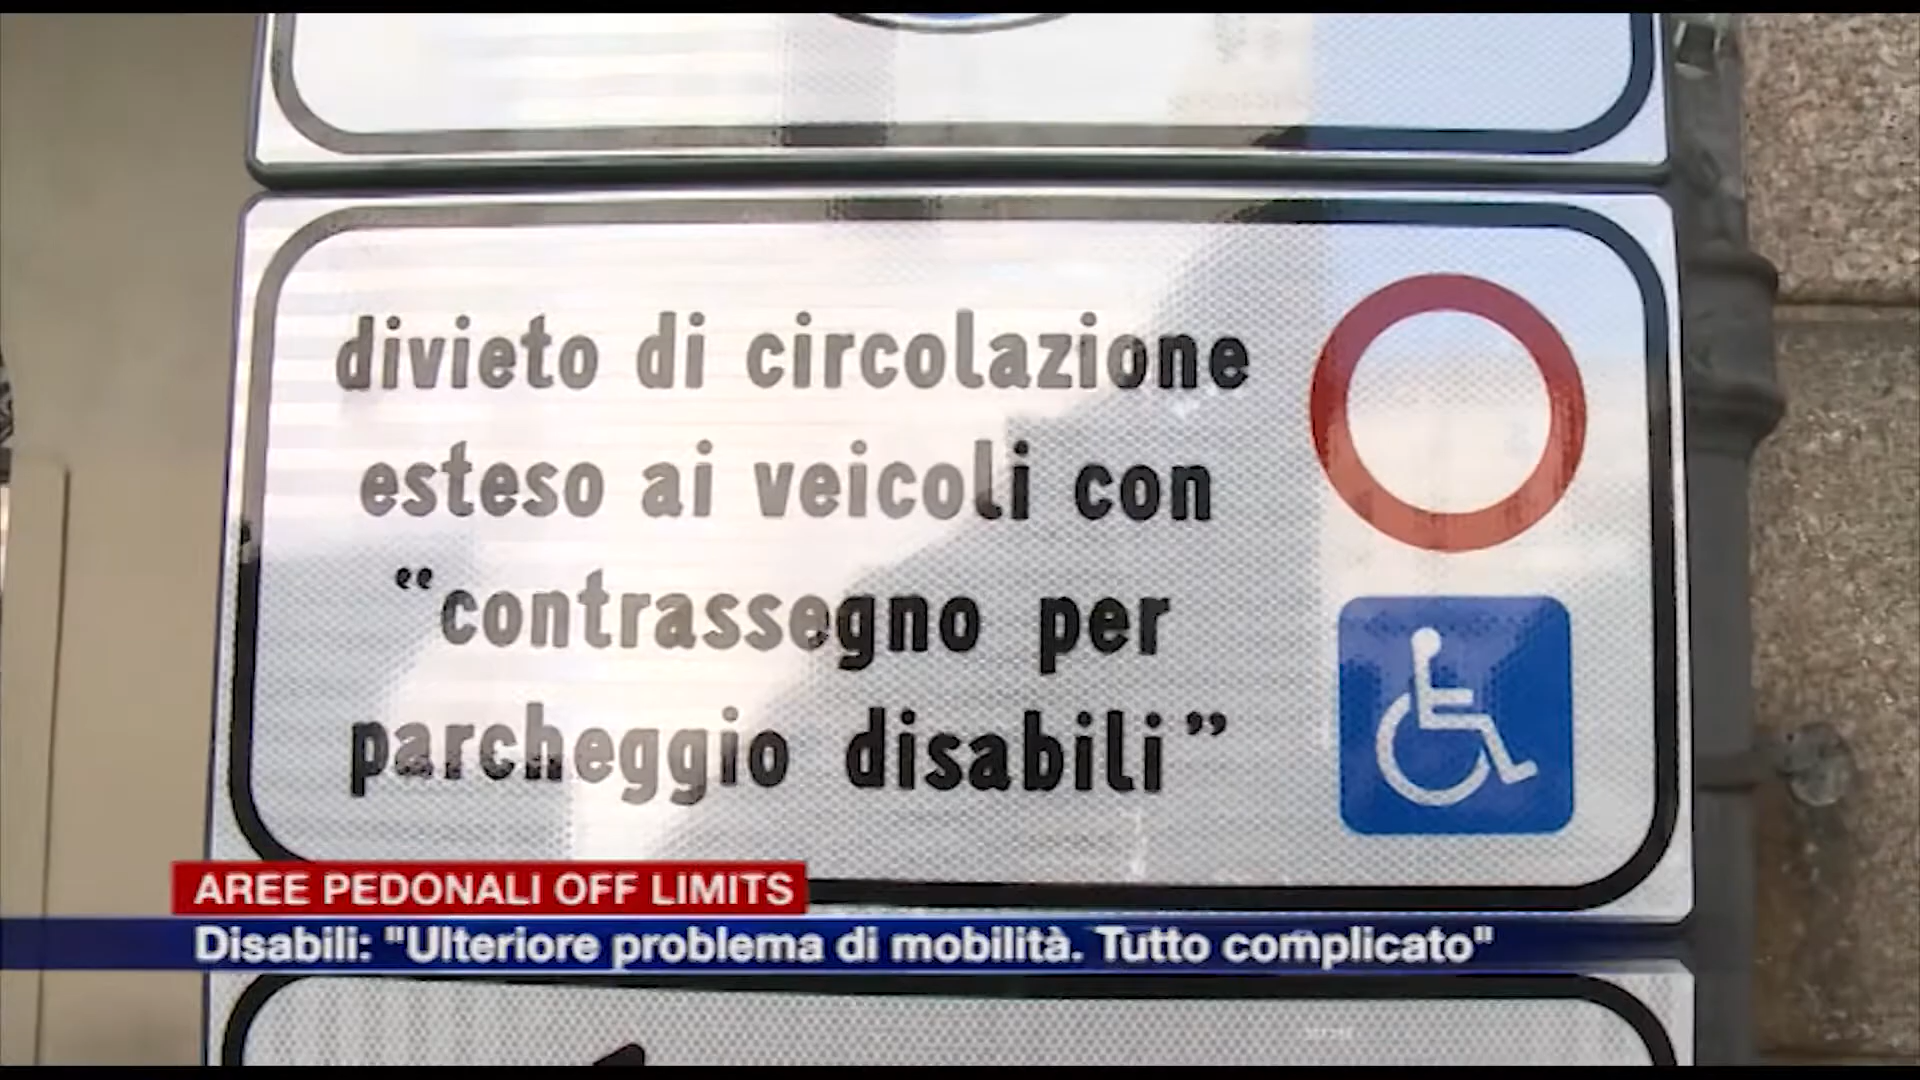 divieto di circolazione
esteso ai veicoli con
“contrassegno per
parcheggio disabili”
AREE PEDONALI OFF LIMITS
Disabili: "Ulteriore problema di mobilità. Tutto complicato"